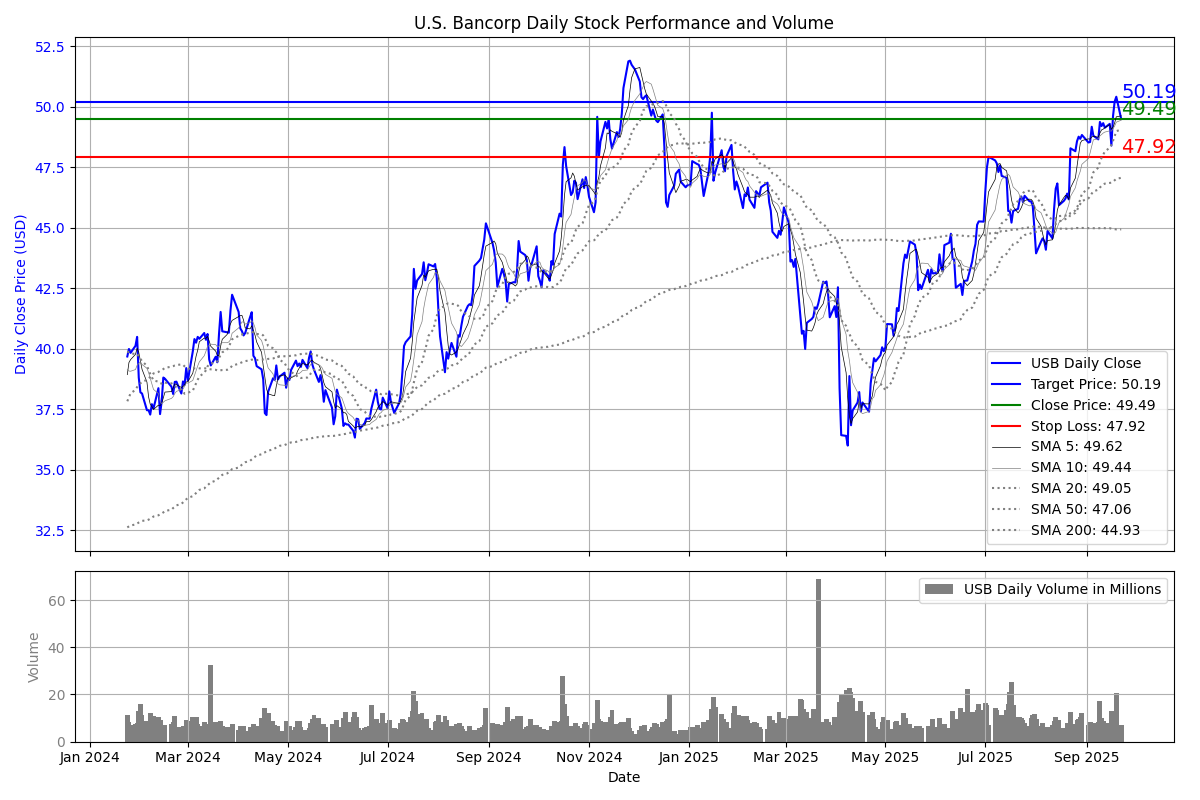 U.S. Bancorp Daily Stock Performance and Volume
Daily Close Price (USD)
52.5
50.0
47.5
45.0
42.5
40.0
37.5
35.0
32.5
50.19
49.49
47.92
USB Daily Close
Target Price: 50.19
Close Price: 49.49
Stop Loss: 47.92
SMA 5: 49.62
SMA 10: 49.44
SMA 20: 49.05
SMA 50: 47.06
SMA 200: 44.93
Volume
60
40
20
0
USB Daily Volume in Millions
Jan 2024
Mar 2024
May 2024
Jul 2024
Sep 2024
Nov 2024
Jan 2025
Mar 2025
May 2025
Jul 2025
Sep 2025
Date